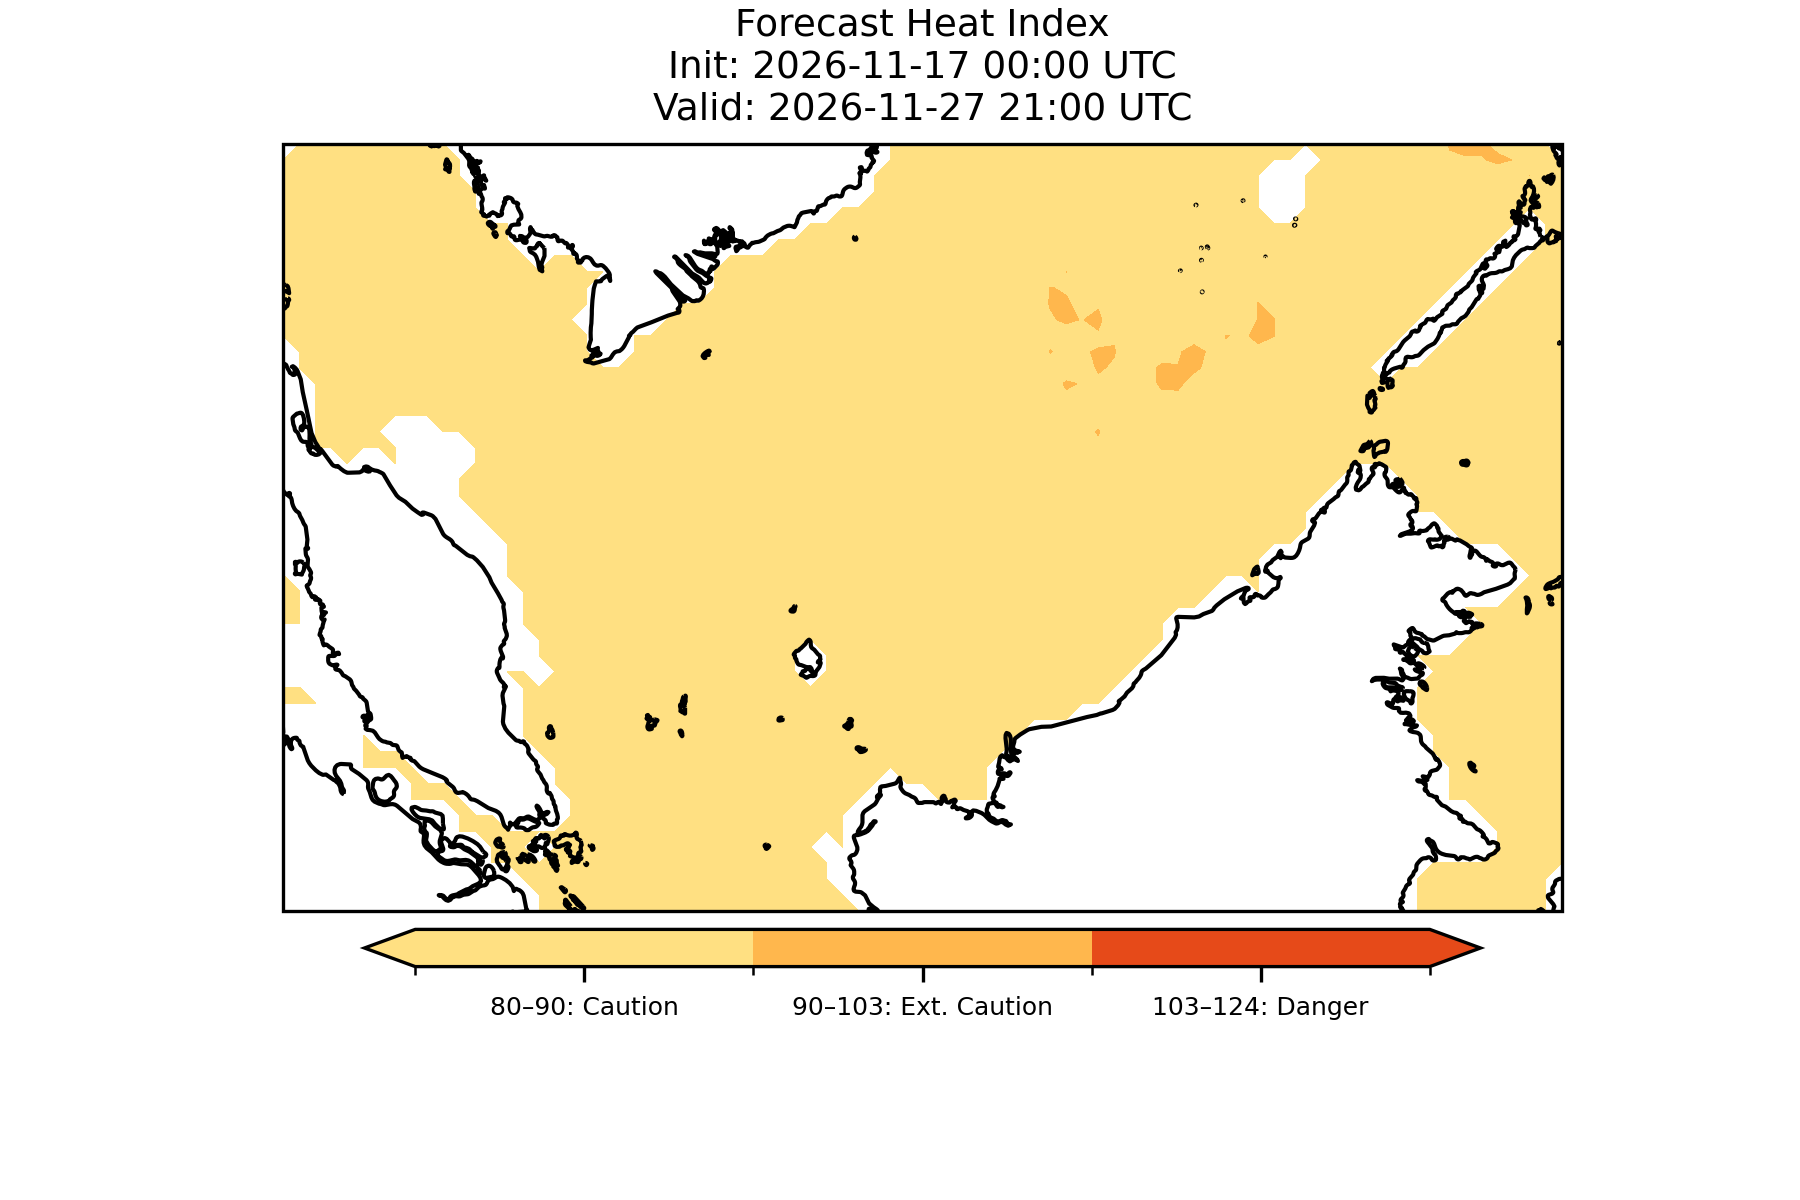 Forecast Heat Index
Init: 2026-11-17 00:00 UTC
Valid: 2026-11-27 21:00 UTC
80–90: Caution
90–103: Ext. Caution
103–124: Danger